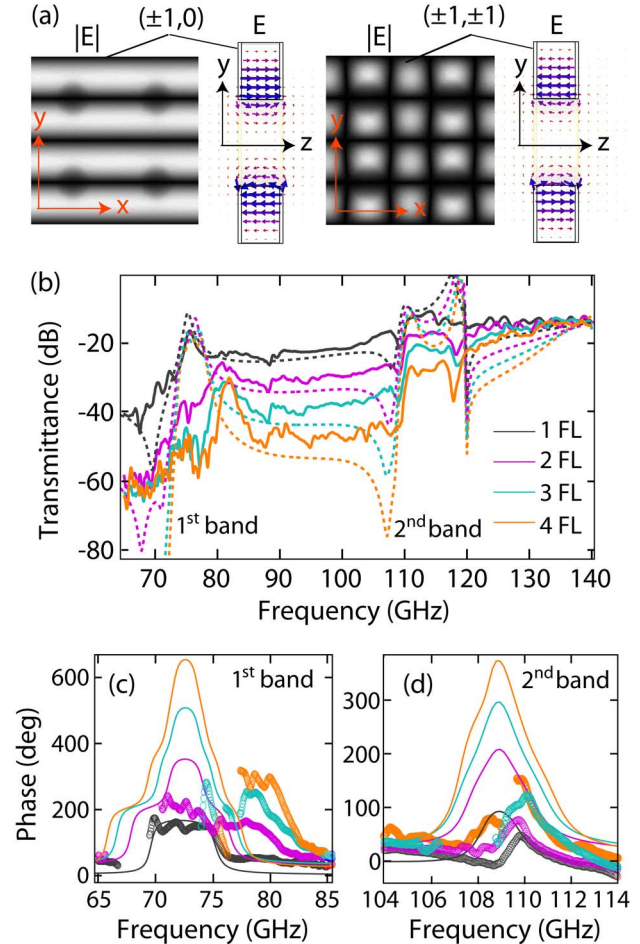 (a)
|E|
(±1,0)
E
|E|
(±1,±1)
E
y
x
y
z
y
x
y
z
(b)
Transmittance (dB)
-20
-40
-60
-80
1st band
2nd band
1 FL
2 FL
3 FL
4 FL
70 80 90 100 110 120 130 140
Frequency (GHz)
(c)
1st band
Phase (deg)
600
400
200
0
65 70 75 80 85
Frequency (GHz)
(d)
2nd band
300
200
100
0
104 106 108 110 112 114
Frequency (GHz)